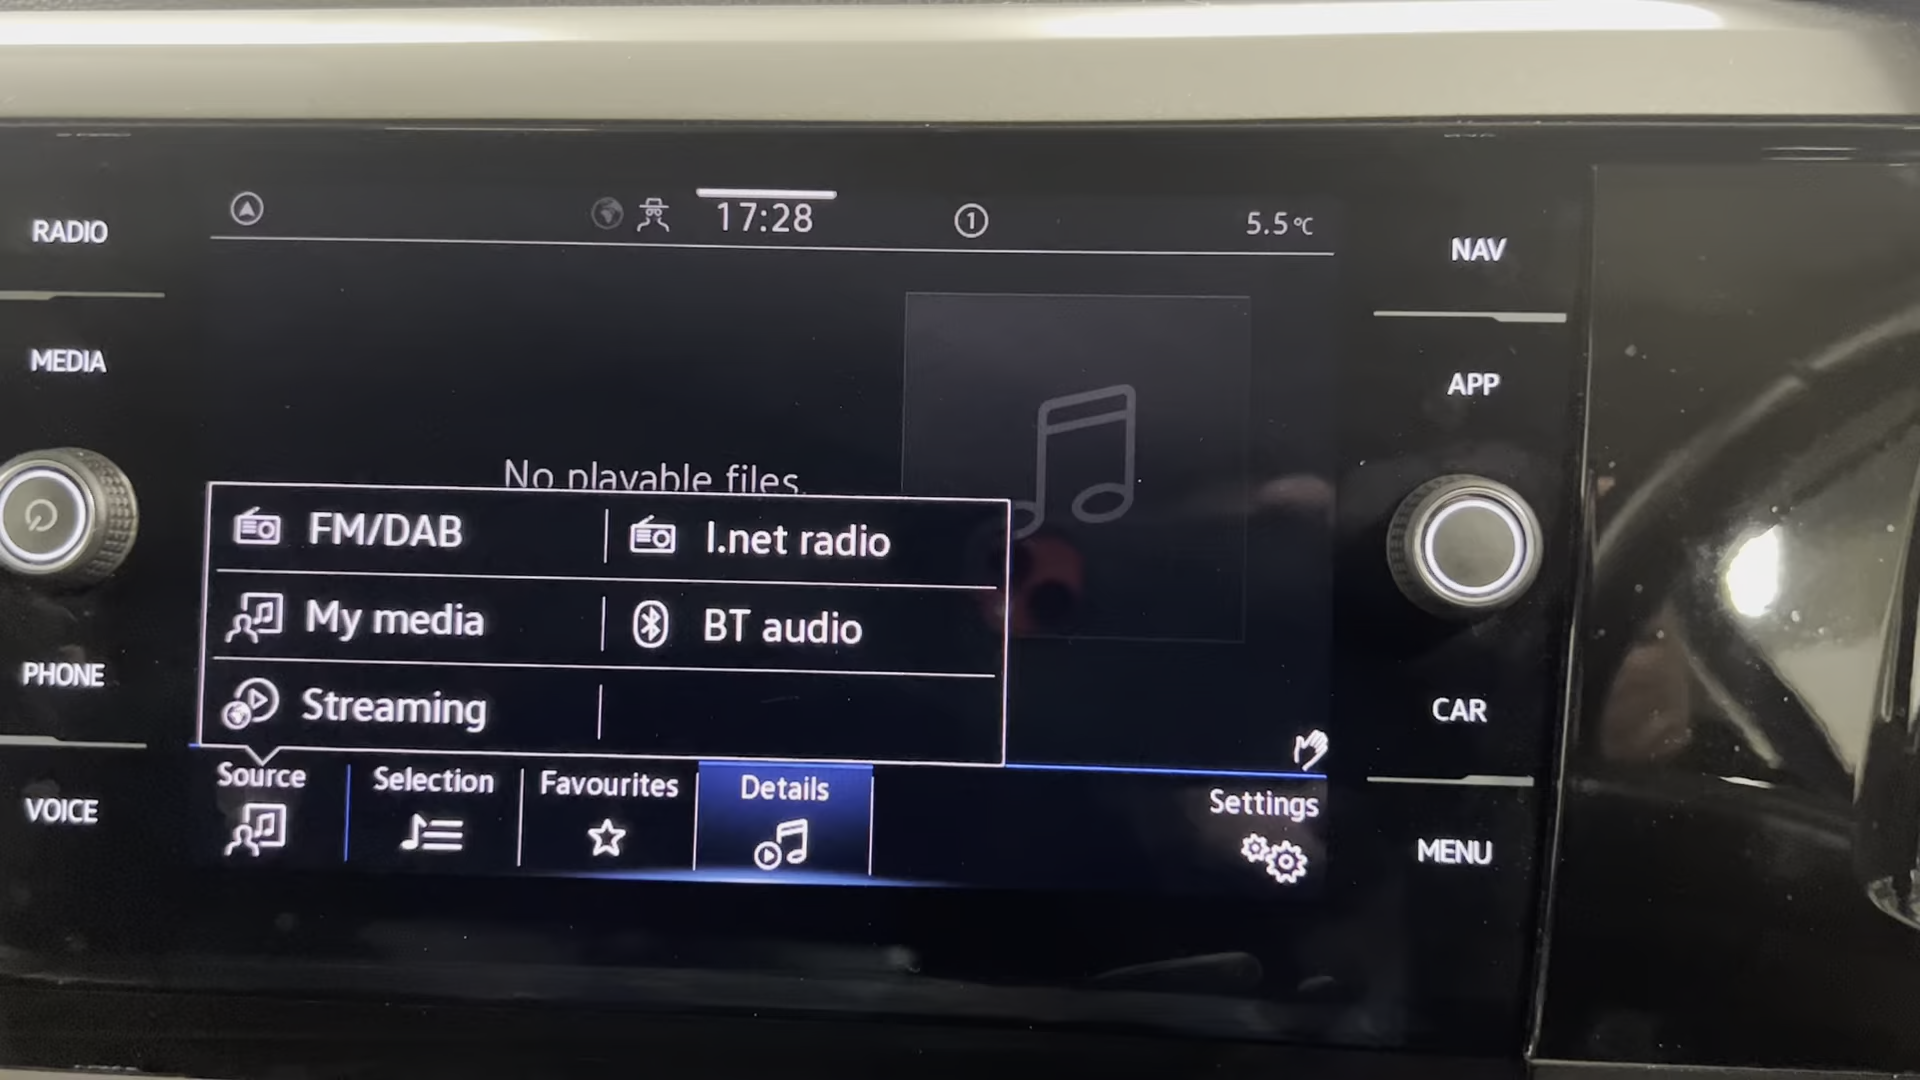 RADIO
MEDIA
PHONE
VOICE
17:28
1
5.5°C
No playable files.
FM/DAB
I.net radio
My media
BT audio
Streaming
Source
Selection
Favourites
Details
Settings
NAV
APP
CAR
MENU